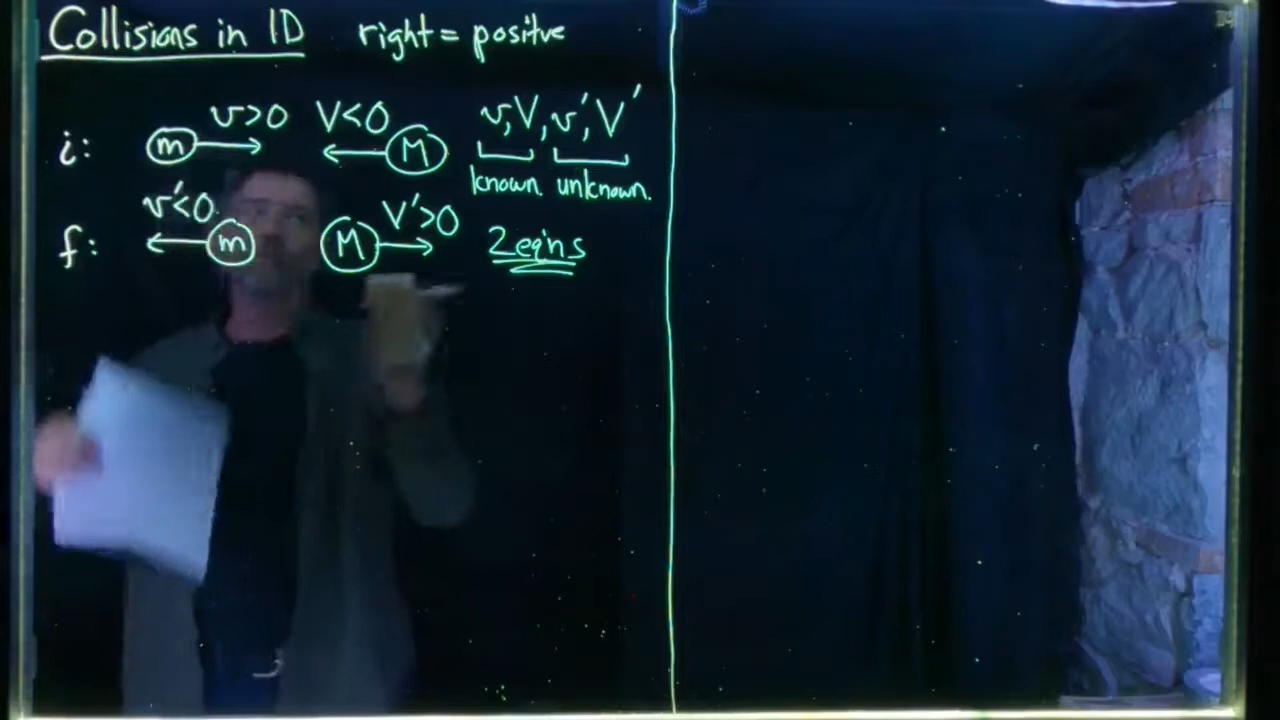 Collisions in 1D right = positive
i: m v>0 V<0 M v, V, v', V'
known. unknown.
f: v'<0 m M V'>0 2 eqns